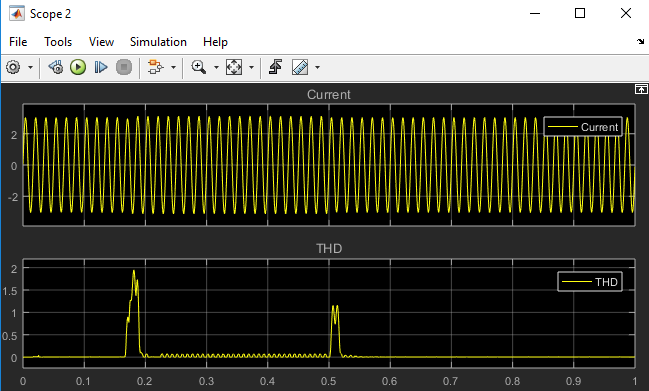 Scope 2
File Tools View Simulation Help
Current
Current
2
0
-2
THD
THD
2
1.5
1
0.5
0
0 0.1 0.2 0.3 0.4 0.5 0.6 0.7 0.8 0.9 1